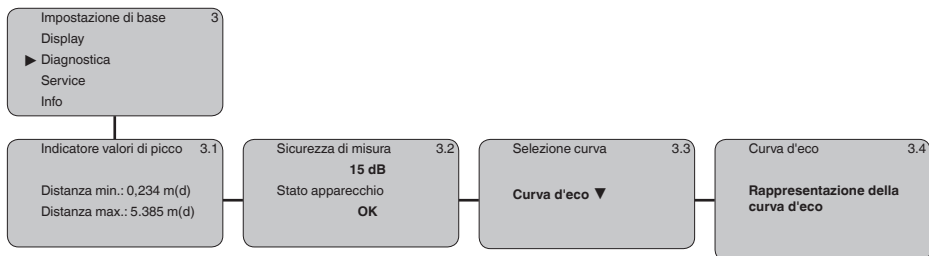 Impostazione di base 3
Display
▶ Diagnostica
Service
Info
Indicatore valori di picco 3.1
Distanza min.: 0,234 m(d)
Distanza max.: 5.385 m(d)
Sicurezza di misura 3.2
15 dB
Stato apparecchio
OK
Selezione curva 3.3
Curva d'eco ▼
Curva d'eco 3.4
Rappresentazione della
curva d'eco